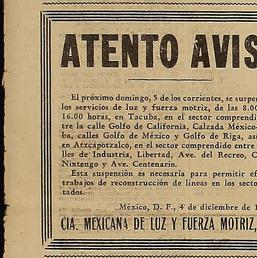 ATENTO AVIS
El próximo domingo, 5 de los corrientes, se suspe
los servicios de luz y fuerza motriz, de las 8.00
16.00 horas, en Tacuba, en el sector comprendi
tre la calle Golfo de California, Calzada México-
ba, calles Golfo de México y Golfo de Riga, as
en Atzcapotzalco, en el sector comprendido entre
lles de Industria, Libertad, Ave. del Recreo, C
Nixtengo y Ave. Centenario.
Esta suspensión es necesaria para permitir ef
trabajos de reconstrucción de líneas en los secto
tados.
México, D. F., 4 de diciembre de 1
CIA. MEXICANA DE LUZ Y FUERZA MOTRIZ,